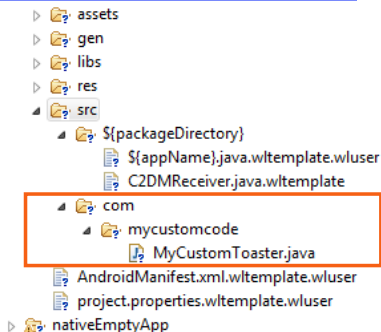 assets
gen
libs
res
src
${packageDirectory}
${appName}.java.wltemplate.wluser
C2DMReceiver.java.wltemplate
com
mycustomcode
MyCustomToaster.java
AndroidManifest.xml.wltemplate.wluser
project.properties.wltemplate.wluser
nativeEmptyApp